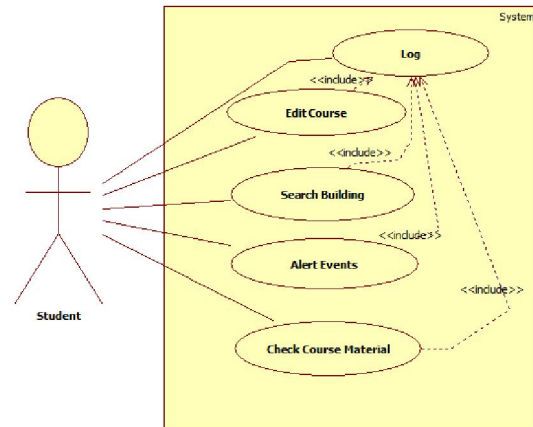 System
Log
<<include>>
Edit Course
<<include>>
Search Building
<<include>>
Alert Events
<<include>>
Student
Check Course Material